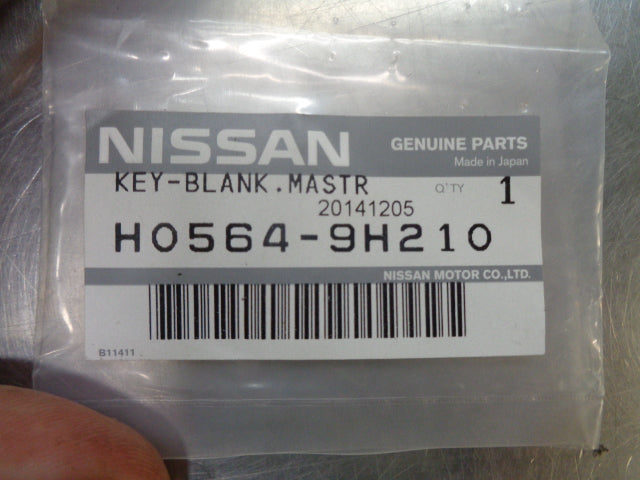 NISSAN
GENUINE PARTS
Made in Japan
KEY-BLANK.MASTR
Q'TY 1
20141205
H0564-9H210
NISSAN MOTOR CO.,LTD.
B11411